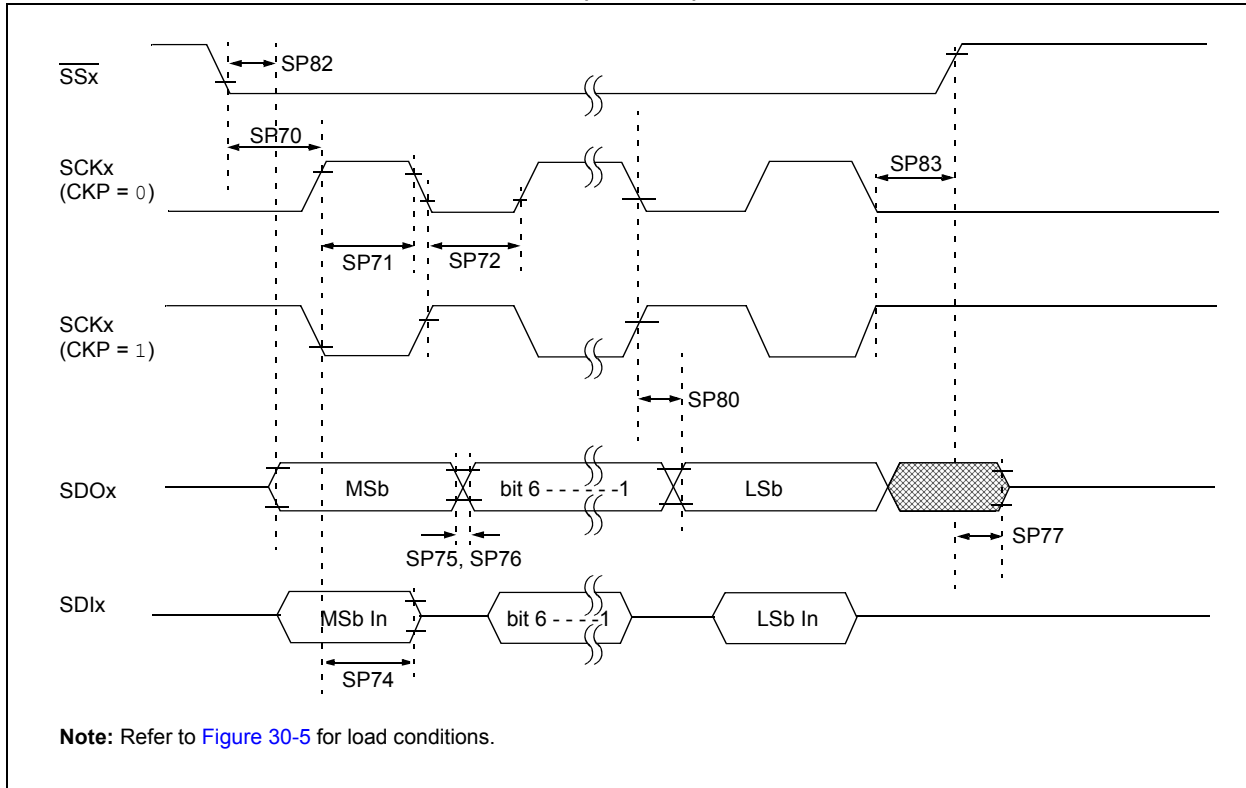 SSx
SP82
SP70
SCKx
(CKP = 0)
SP83
SP71
SP72
SCKx
(CKP = 1)
SP80
SDOx
MSb
bit 6 - - - - - -1
LSb
SP77
SP75, SP76
SDIx
MSb In
bit 6 - - - -1
LSb In
SP74
Note: Refer to Figure 30-5 for load conditions.